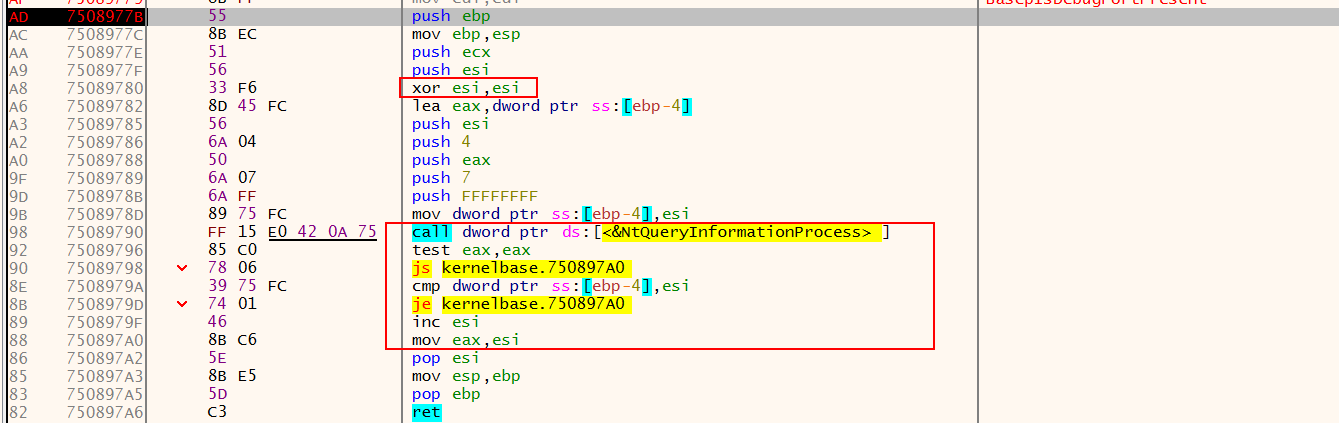 55 push ebp
AD 7508977B
AC 7508977C 8B EC mov ebp,esp
AA 7508977E 51 push ecx
A9 7508977F 56 push esi
A8 75089780 33 F6 xor esi,esi
A6 75089782 8D 45 FC lea eax,dword ptr ss:[ebp-4]
A3 75089785 56 push esi
A2 75089786 6A 04 push 4
A0 75089788 50 push eax
9F 75089789 6A 07 push 7
9D 7508978B 6A FF push FFFFFFFF
9B 7508978D 89 75 FC mov dword ptr ss:[ebp-4],esi
98 75089790 FF 15 E0 42 0A 75 call dword ptr ds:[<&NtQueryInformationProcess>]
92 75089796 85 C0 test eax,eax
90 75089798 78 06 js kernelbase.750897A0
8E 7508979A 39 75 FC cmp dword ptr ss:[ebp-4],esi
8B 7508979D 74 01 je kernelbase.750897A0
89 7508979F 46 inc esi
88 750897A0 8B C6 mov eax,esi
86 750897A2 5E pop esi
85 750897A3 8B E5 mov esp,ebp
83 750897A5 5D pop ebp
82 750897A6 C3 ret